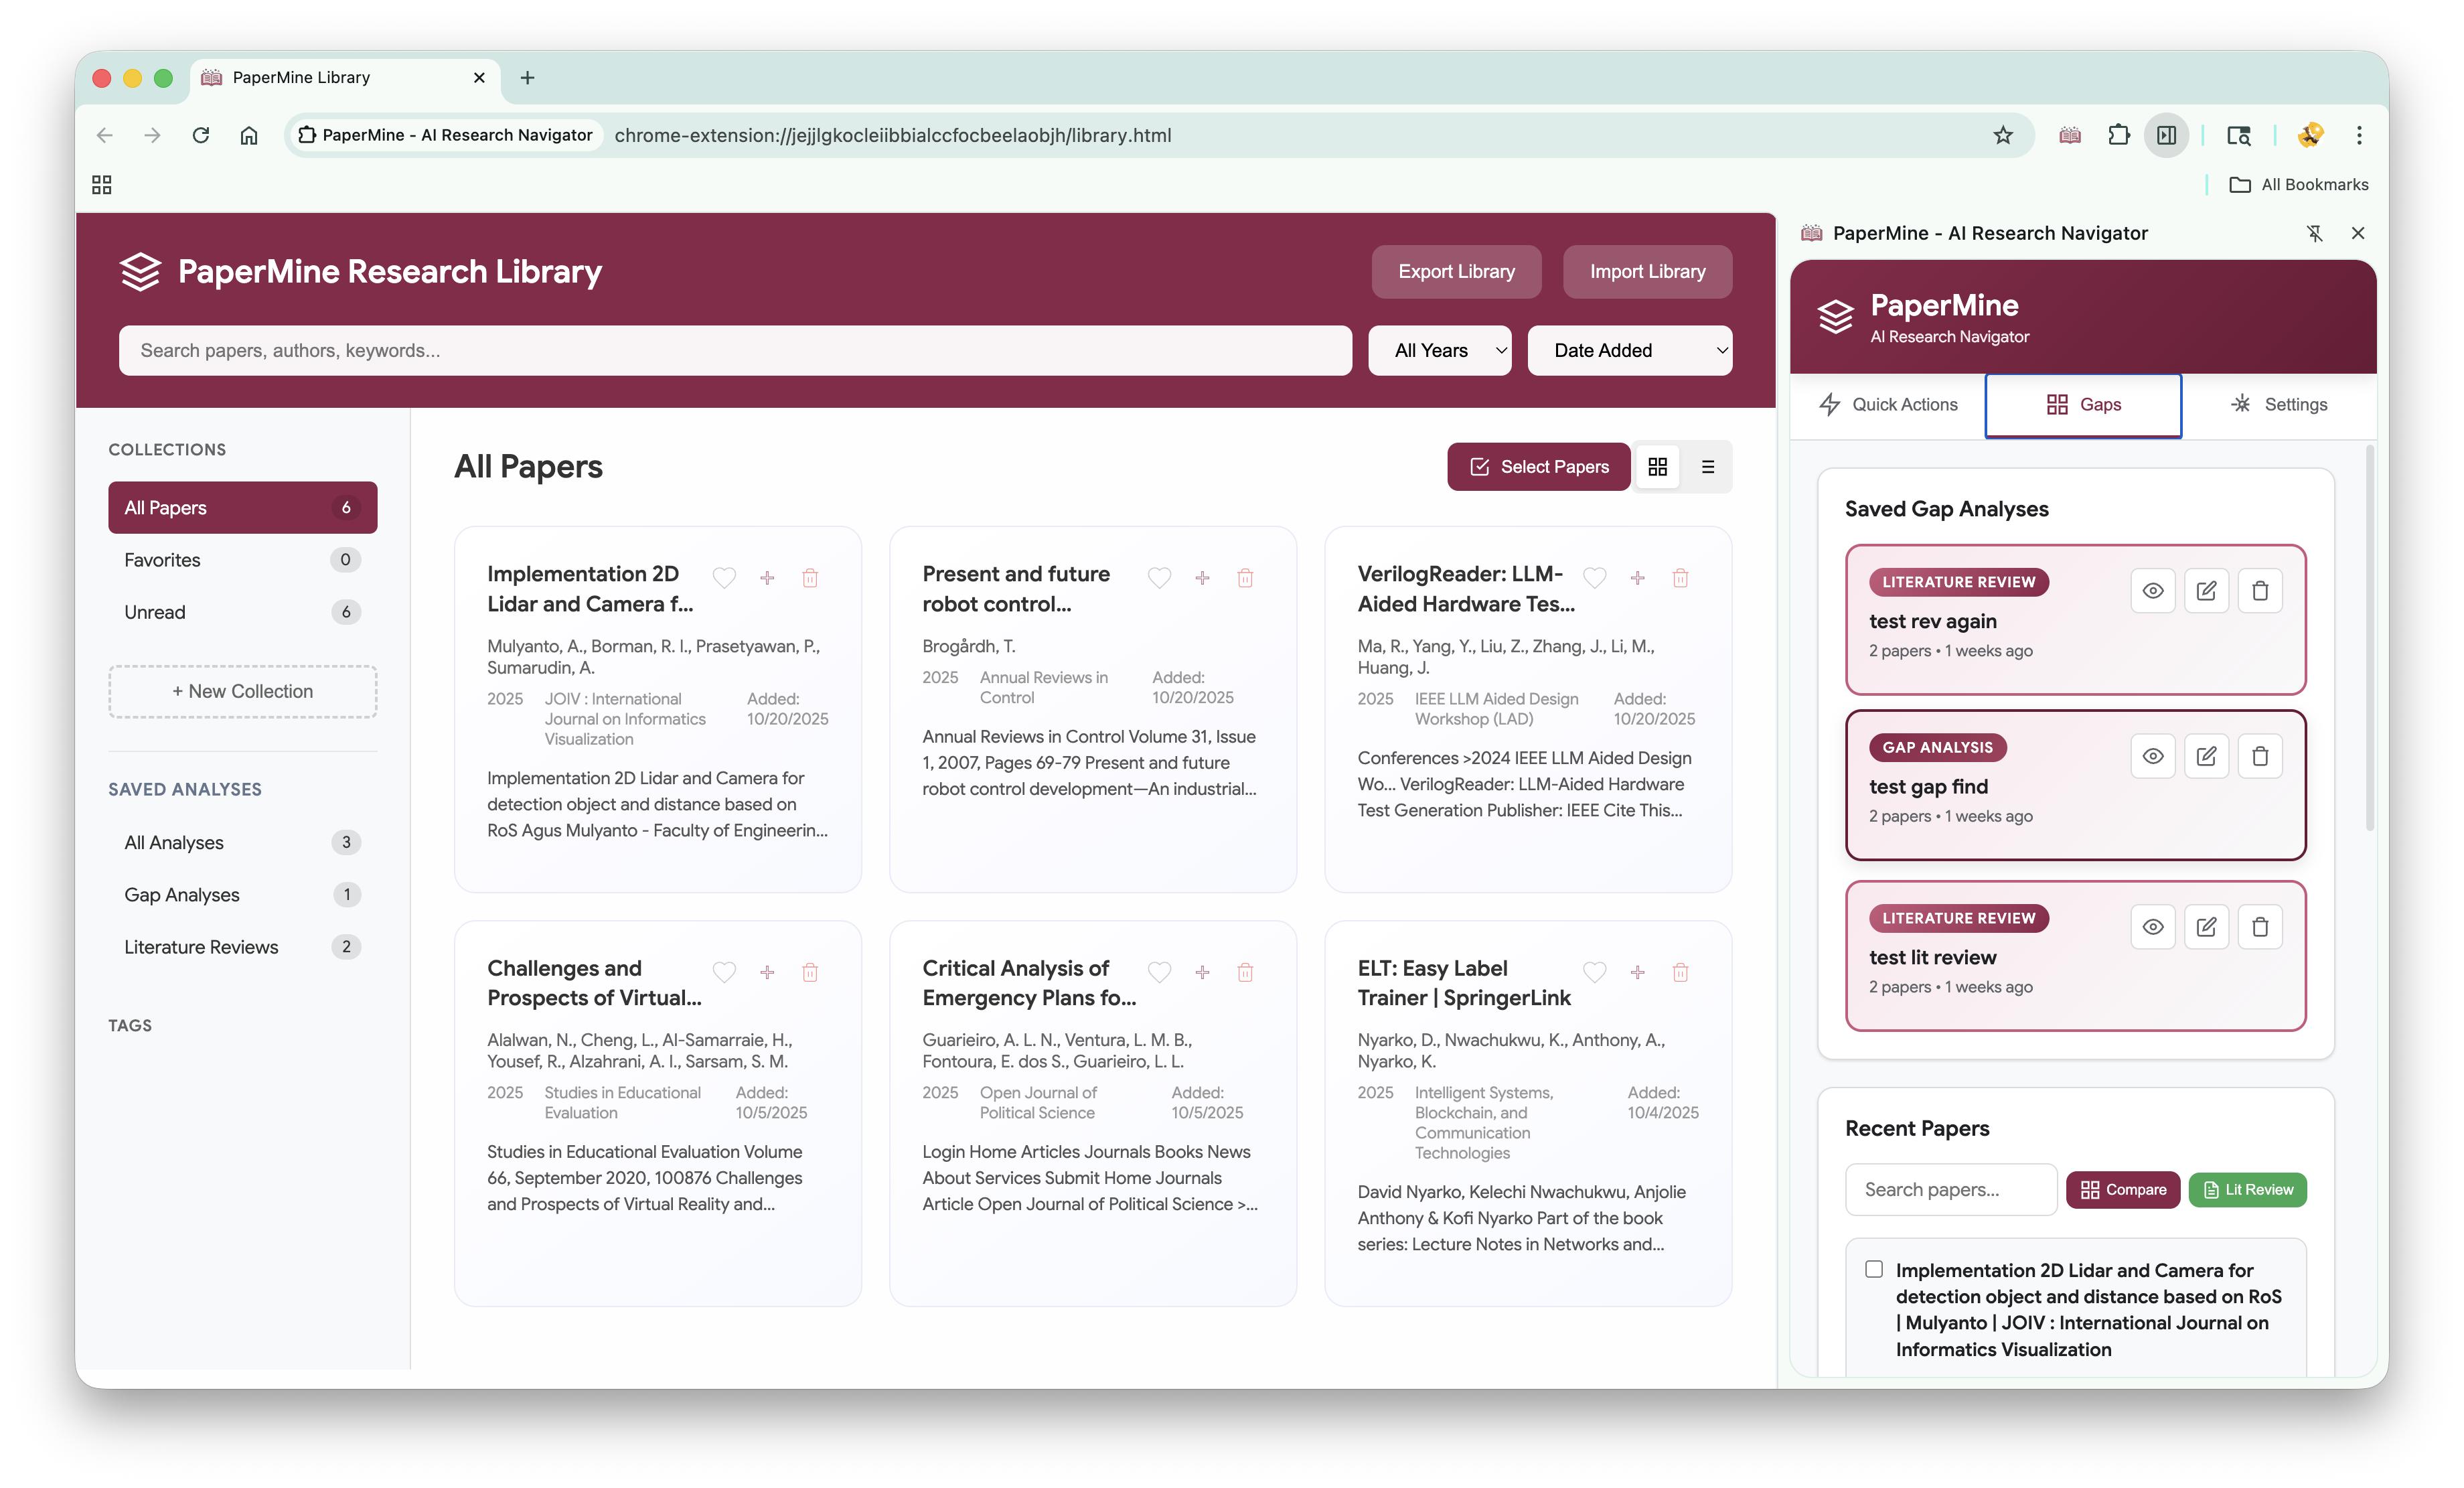 PaperMine Library
PaperMine - AI Research Navigator
chrome-extension://jejjlgkocleiibbialccfocbeelaobjh/library.html
All Bookmarks
PaperMine Research Library
Export Library
Import Library
Search papers, authors, keywords...
All Years
Date Added
COLLECTIONS
All Papers 6
Favorites 0
Unread 6
+ New Collection
SAVED ANALYSES
All Analyses 3
Gap Analyses 1
Literature Reviews 2
TAGS
All Papers
Select Papers
Implementation 2D
Lidar and Camera f...
Mulyanto, A., Borman, R. I., Prasetyawan, P.,
Sumarudin, A.
2025
JOIV : International
Journal on Informatics
Visualization
Added:
10/20/2025
Implementation 2D Lidar and Camera for
detection object and distance based on
RoS Agus Mulyanto - Faculty of Engineerin...
Present and future
robot control...
Brogårdh, T.
2025
Annual Reviews in
Control
Added:
10/20/2025
Annual Reviews in Control Volume 31, Issue
1, 2007, Pages 69-79 Present and future
robot control development—An industrial...
VerilogReader: LLM-
Aided Hardware Tes...
Ma, R., Yang, Y., Liu, Z., Zhang, J., Li, M.,
Huang, J.
2025
IEEE LLM Aided Design
Workshop (LAD)
Added:
10/20/2025
Conferences >2024 IEEE LLM Aided Design
Wo... VerilogReader: LLM-Aided Hardware
Test Generation Publisher: IEEE Cite This...
Challenges and
Prospects of Virtual...
Alalwan, N., Cheng, L., Al-Samarraie, H.,
Yousef, R., Alzahrani, A. I., Sarsam, S. M.
2025
Studies in Educational
Evaluation
Added:
10/5/2025
Studies in Educational Evaluation Volume
66, September 2020, 100876 Challenges
and Prospects of Virtual Reality and...
Critical Analysis of
Emergency Plans fo...
Guarieiro, A. L. N., Ventura, L. M. B.,
Fontoura, E. dos S., Guarieiro, L. L.
2025
Open Journal of
Political Science
Added:
10/5/2025
Login Home Articles Journals Books News
About Services Submit Home Journals
Article Open Journal of Political Science >...
ELT: Easy Label
Trainer | SpringerLink
Nyarko, D., Nwachukwu, K., Anthony, A.,
Nyarko, K.
2025
Intelligent Systems,
Blockchain, and
Communication
Technologies
Added:
10/4/2025
David Nyarko, Kelechi Nwachukwu, Anjolie
Anthony & Kofi Nyarko Part of the book
series: Lecture Notes in Networks and...
PaperMine - AI Research Navigator
PaperMine
AI Research Navigator
Quick Actions
Gaps
Settings
Saved Gap Analyses
LITERATURE REVIEW
test rev again
2 papers • 1 weeks ago
GAP ANALYSIS
test gap find
2 papers • 1 weeks ago
LITERATURE REVIEW
test lit review
2 papers • 1 weeks ago
Recent Papers
Search papers...
Compare
Lit Review
Implementation 2D Lidar and Camera for
detection object and distance based on RoS
| Mulyanto | JOIV : International Journal on
Informatics Visualization